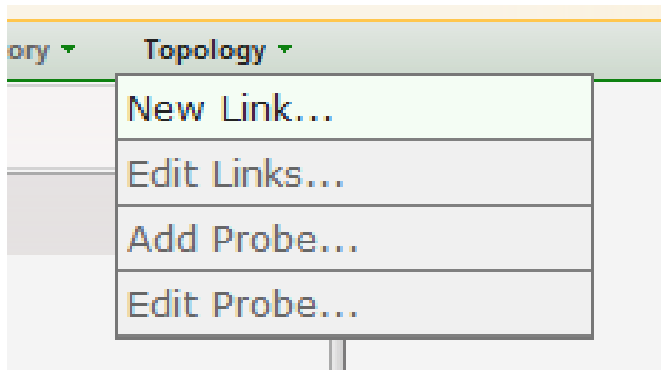 ory Topology
New Link...
Edit Links...
Add Probe...
Edit Probe...